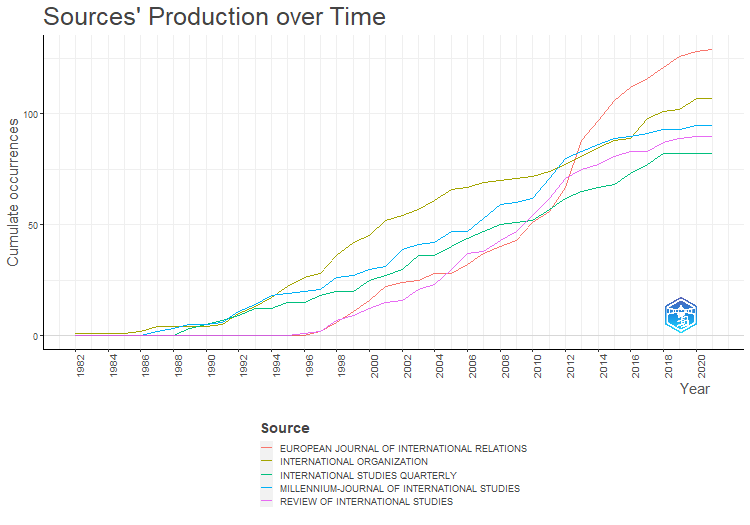 Sources' Production over Time
Cumulate occurrences
100
50
0
1982 1984 1986 1988 1990 1992 1994 1996 1998 2000 2002 2004 2006 2008 2010 2012 2014 2016 2018 2020
Year
Source
EUROPEAN JOURNAL OF INTERNATIONAL RELATIONS
INTERNATIONAL ORGANIZATION
INTERNATIONAL STUDIES QUARTERLY
MILLENNIUM-JOURNAL OF INTERNATIONAL STUDIES
REVIEW OF INTERNATIONAL STUDIES